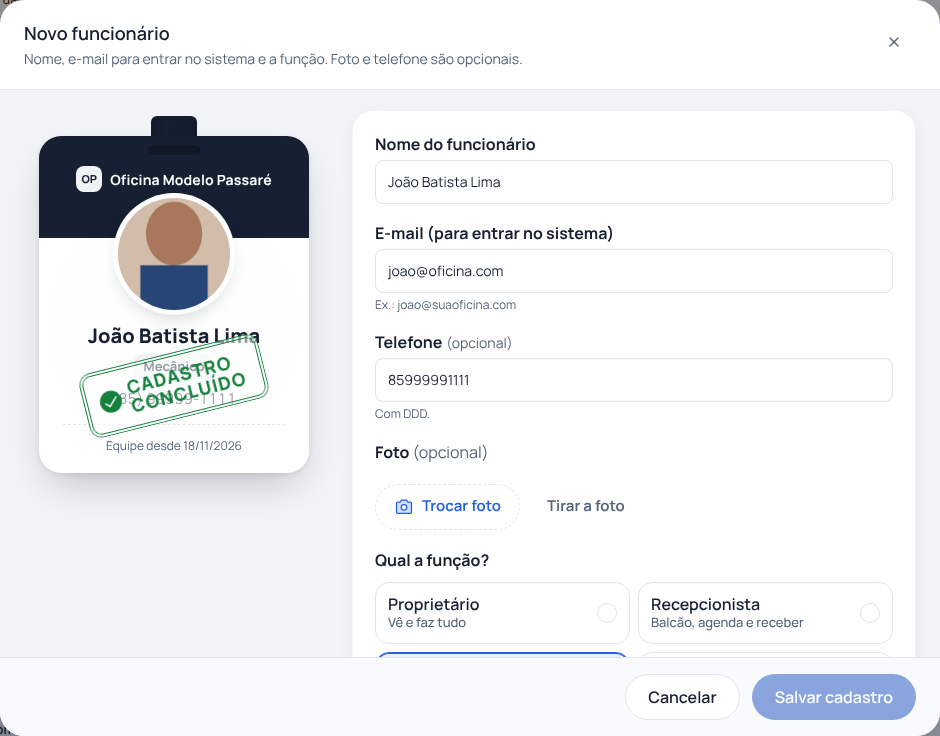 Novo funcionário
Nome, e-mail para entrar no sistema e a função. Foto e telefone são opcionais.
OP Oficina Modelo Passaré
João Batista Lima
Mecânico
CADASTRO
CONCLUÍDO
Equipe desde 18/11/2026
Nome do funcionário
João Batista Lima
E-mail (para entrar no sistema)
joao@oficina.com
Ex.: joao@suaoficina.com
Telefone (opcional)
85999991111
Com DDD.
Foto (opcional)
Trocar foto
Tirar a foto
Qual a função?
Proprietário
Vê e faz tudo
Recepcionista
Balcão, agenda e receber
Cancelar
Salvar cadastro